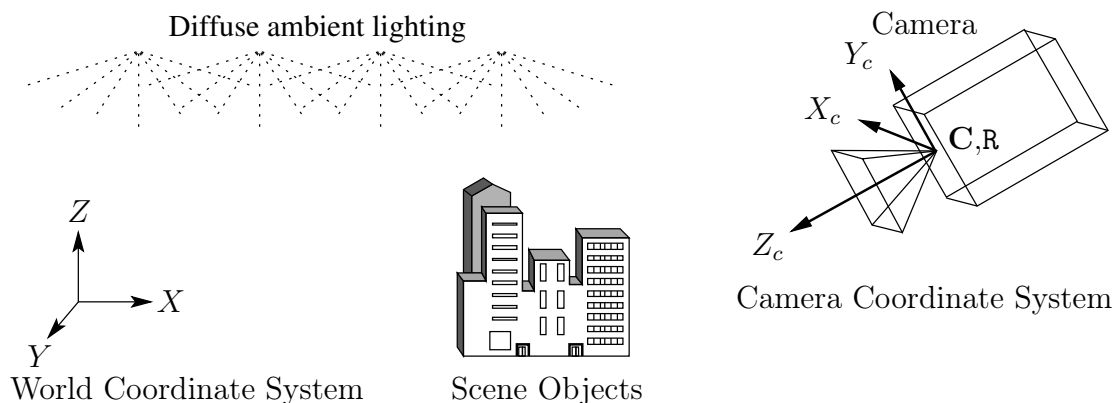 Diffuse ambient lighting
Camera
Y_c
X_c
C,R
Z_c
Camera Coordinate System
Z
X
Y
World Coordinate System
Scene Objects